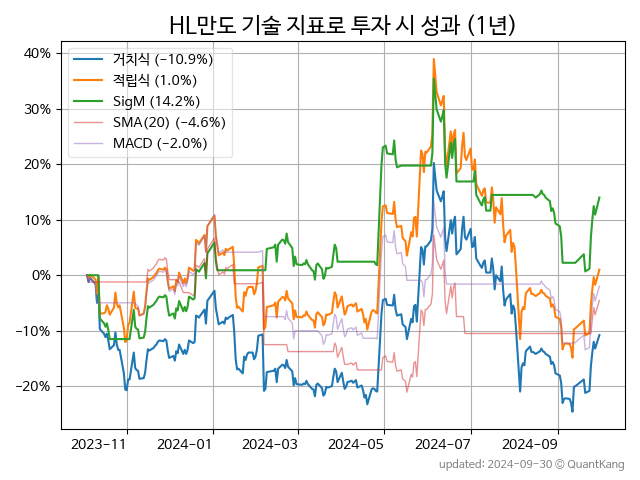 HL만도 기술 지표로 투자 시 성과 (1년)
거치식 (−10.9%)
적립식 (1.0%)
SigM (14.2%)
SMA(20) (−4.6%)
MACD (−2.0%)
40%
30%
20%
10%
0%
−10%
−20%
2023-11 2024-01 2024-03 2024-05 2024-07 2024-09
updated: 2024-09-30 © QuantKang